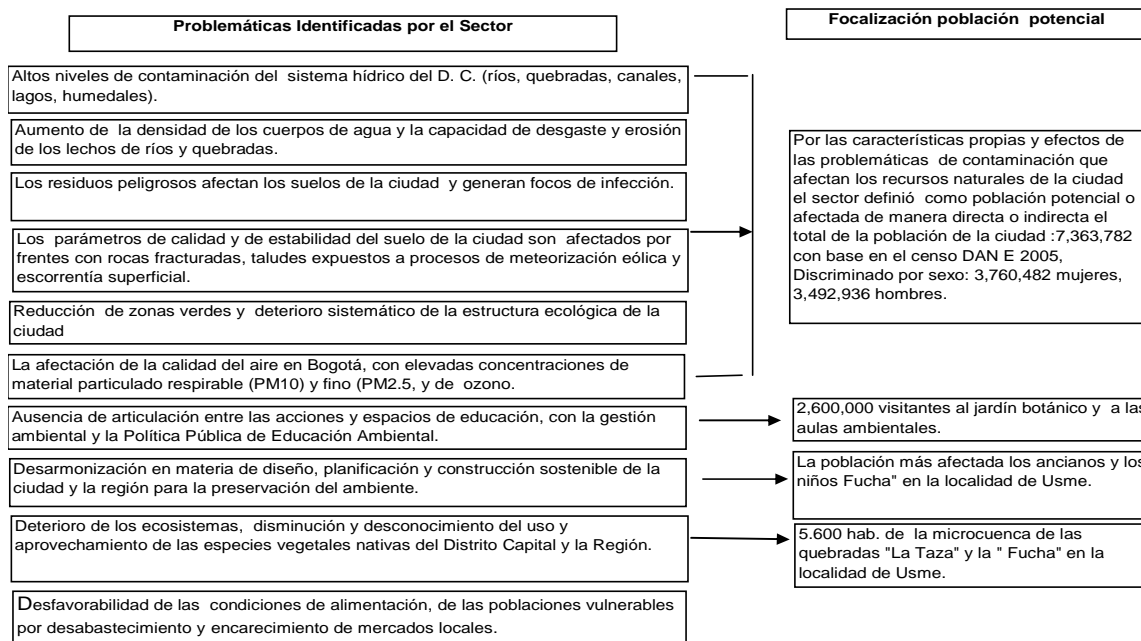 Problemáticas Identificadas por el Sector
Focalización población  potencial
Altos niveles de contaminación del  sistema hídrico del D. C. (ríos, quebradas, canales,
lagos, humedales).
Aumento de  la densidad de los cuerpos de agua y la capacidad de desgaste y erosión
de los lechos de ríos y quebradas.
Los residuos peligrosos afectan los suelos de la ciudad  y generan focos de infección.
Los  parámetros de calidad y de estabilidad del suelo de la ciudad son  afectados por
frentes con rocas fracturadas, taludes expuestos a procesos de meteorización eólica y
escorrentía superficial.
Reducción  de zonas verdes y  deterioro sistemático de la estructura ecológica de la
ciudad
La afectación de la calidad del aire en Bogotá, con elevadas concentraciones de
material particulado respirable (PM10) y fino (PM2.5, y de  ozono.
Por las características propias y efectos de
las problemáticas  de contaminación que
afectan los recursos naturales de la ciudad
el sector definió  como población potencial o
afectada de manera directa o indirecta el
total de la población de la ciudad :7,363,782
con base en el censo DAN E 2005,
Discriminado por sexo: 3,760,482 mujeres,
3,492,936 hombres.
Ausencia de articulación entre las acciones y espacios de educación, con la gestión
ambiental y la Política Pública de Educación Ambiental.
2,600,000 visitantes al jardín botánico y  a las
aulas ambientales.
Desarmonización en materia de diseño, planificación y construcción sostenible de la
ciudad y la región para la preservación del ambiente.
La población más afectada los ancianos y los
niños Fucha" en la localidad de Usme.
Deterioro de los ecosistemas,  disminución y desconocimiento del uso y
aprovechamiento de las especies vegetales nativas del Distrito Capital y la Región.
5.600 hab. de  la microcuenca de las
quebradas "La Taza" y la " Fucha" en la
localidad de Usme.
Desfavorabilidad de las  condiciones de alimentación, de las poblaciones vulnerables
por desabastecimiento y encarecimiento de mercados locales.